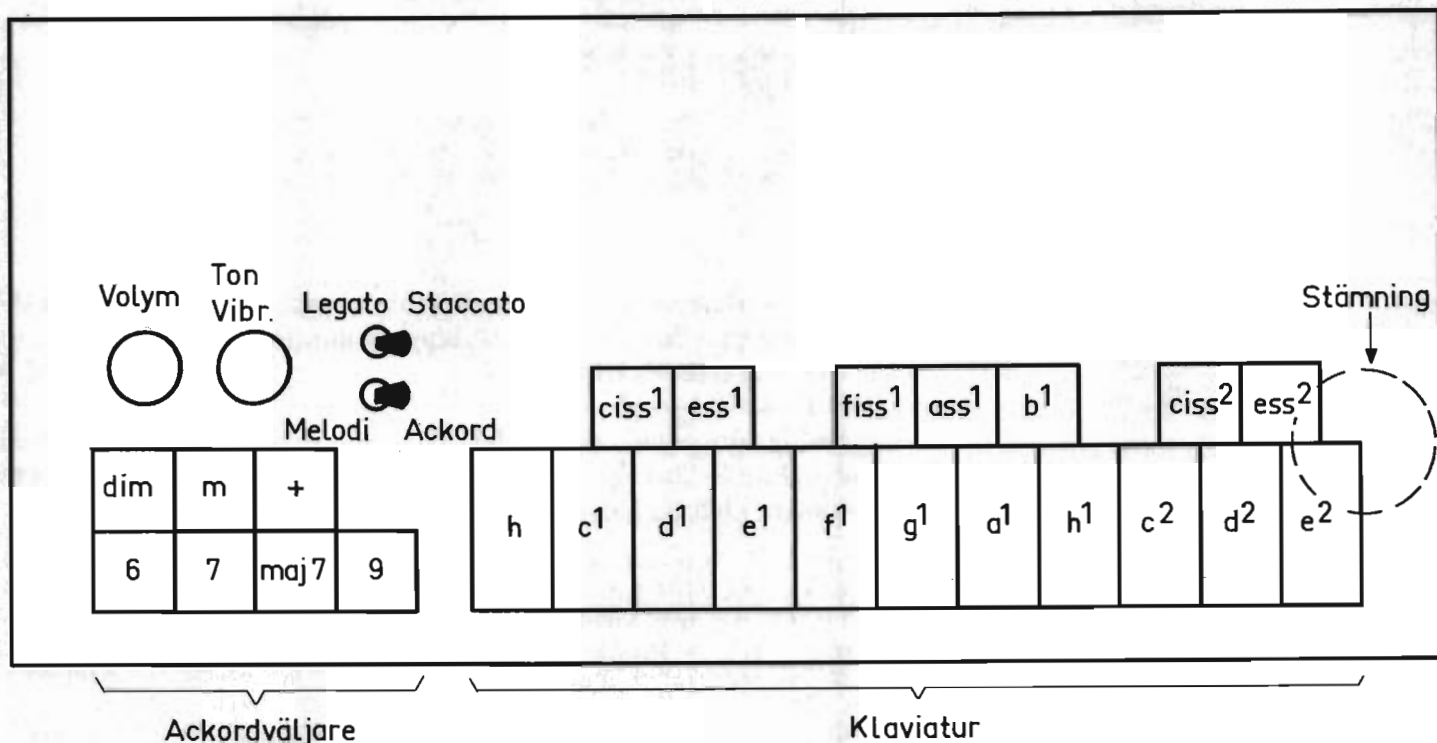 Volym
Ton
Vibr.
Legato Staccato
Melodi Ackord
Stämning
ciss1 ess1 fiss1 ass1 b1 ciss2 ess2
dim m +
6 7 maj7 9
h c1 d1 e1 f1 g1 a1 h1 c2 d2 e2
Ackordväljare
Klaviatur